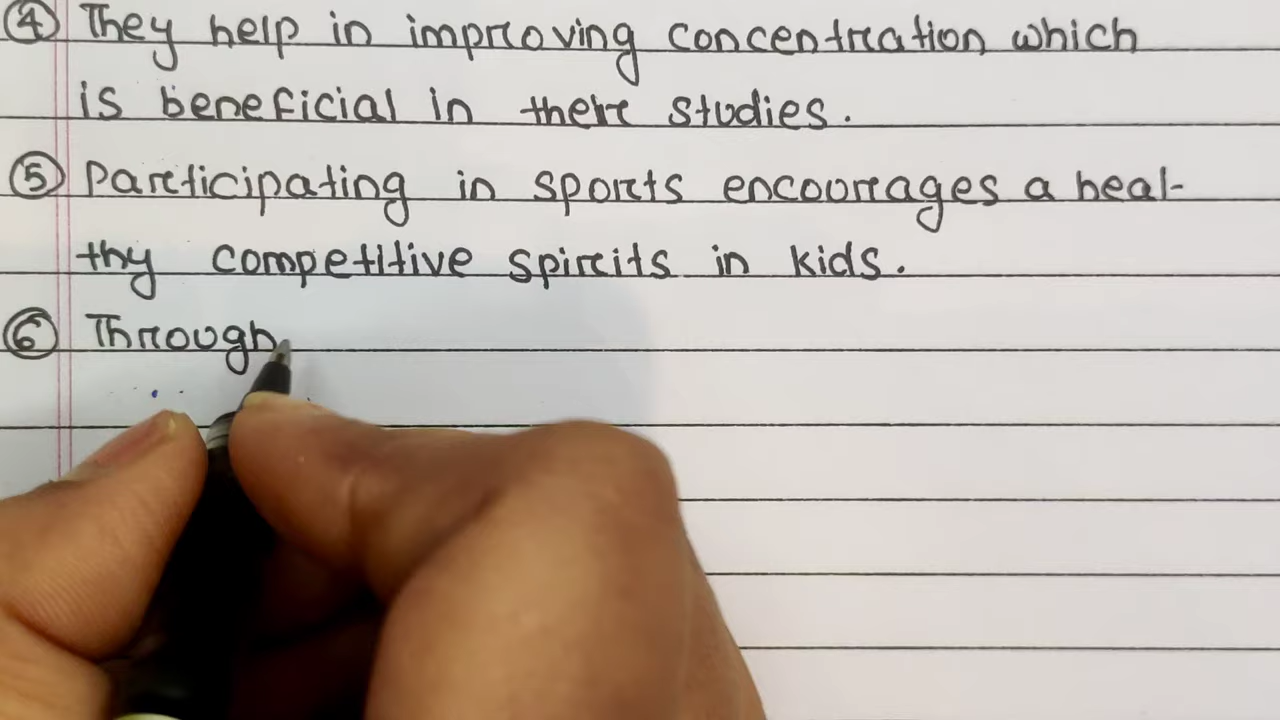 ④ They help in improving concentration which
is beneficial in their studies.
⑤ Participating in sports encourages a heal-
thy competitive spirits in kids.
⑥ Through